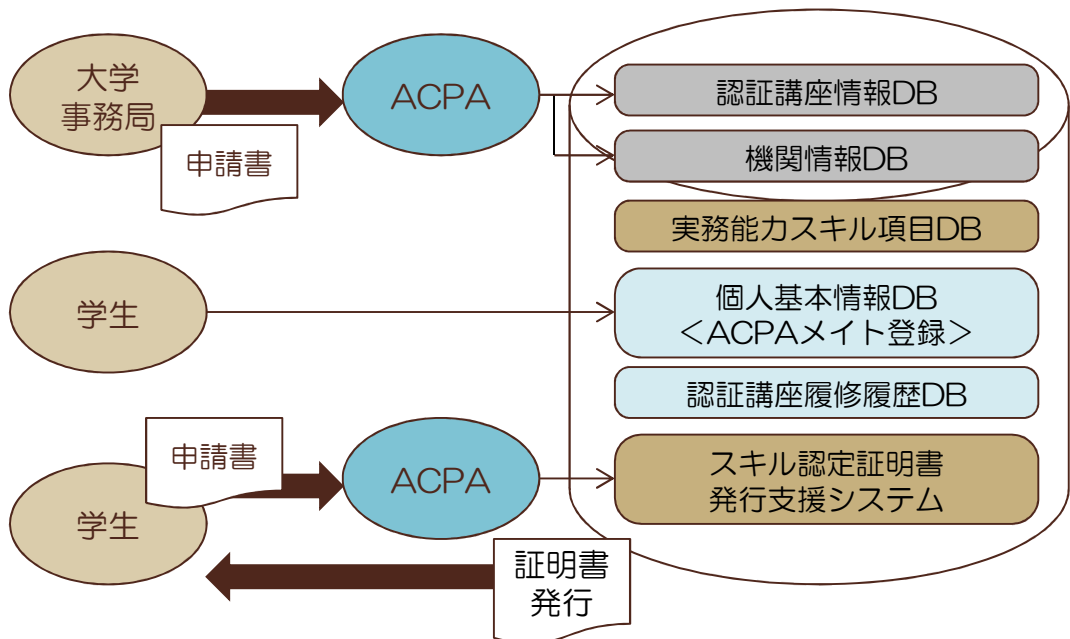 大学
事務局
申請書
ACPA
認証講座情報DB
機関情報DB
実務能力スキル項目DB
学生
個人基本情報DB
＜ACPAメイト登録＞
認証講座履修履歴DB
申請書
学生
ACPA
スキル認定証明書
発行支援システム
証明書
発行